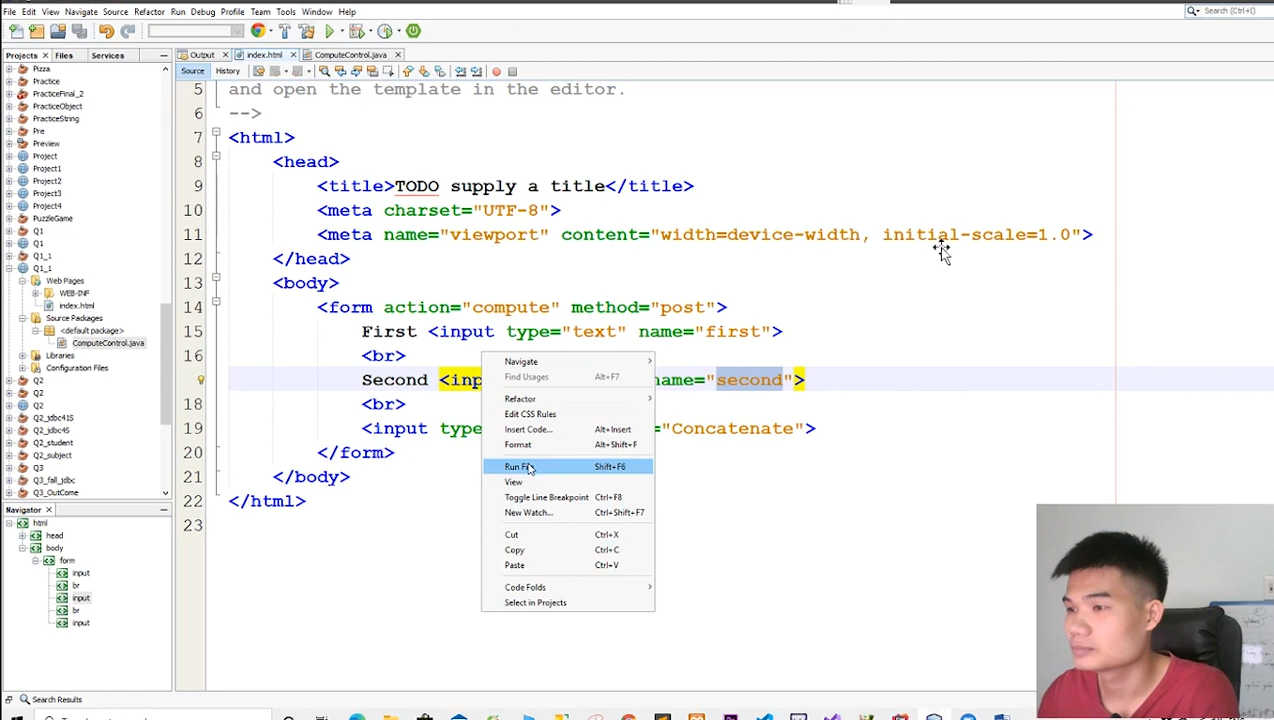 File Edit View Navigate Source Refactor Run Debug Profile Team Tools Window Help
Search (Ctrl+I)
Projects Files Services
Output index.html ComputeControl.java
Source History
Pizza
Practice
PracticeFinal_2
PracticeObject
PracticeString
Pre
Preview
Project
Project1
Project2
Project3
Project4
PuzzleGame
Q1
Q1
Q1_1
Q1_1
Web Pages
WEB-INF
index.html
Source Packages
<default package>
ComputeControl.java
Libraries
Configuration Files
Q2
Q2
Q2
Q2_jdbc415
Q2_jdbc45
Q2_student
Q2_subject
Q3
Q3_fall_jdbc
Q3_OutCome
5 and open the template in the editor.
6 -->
7 <html>
8 <head>
9 <title>TODO supply a title</title>
10 <meta charset="UTF-8">
11 <meta name="viewport" content="width=device-width, initial-scale=1.0">
12 </head>
13 <body>
14 <form action="compute" method="post">
15 First <input type="text" name="first">
16 <br>
Second <inp name="second">
18 <br>
19 <input type ="Concatenate">
20 </form>
21 </body>
22 </html>
23
Navigate
Find Usages Alt+F7
Refactor
Edit CSS Rules
Insert Code... Alt+Insert
Format Alt+Shift+F
Run Shift+F6
View
Toggle Line Breakpoint Ctrl+F8
New Watch... Ctrl+Shift+F7
Cut Ctrl+X
Copy Ctrl+C
Paste Ctrl+V
Code Folds
Select in Projects
Navigator
html
head
body
form
input
br
input
br
input
Search Results